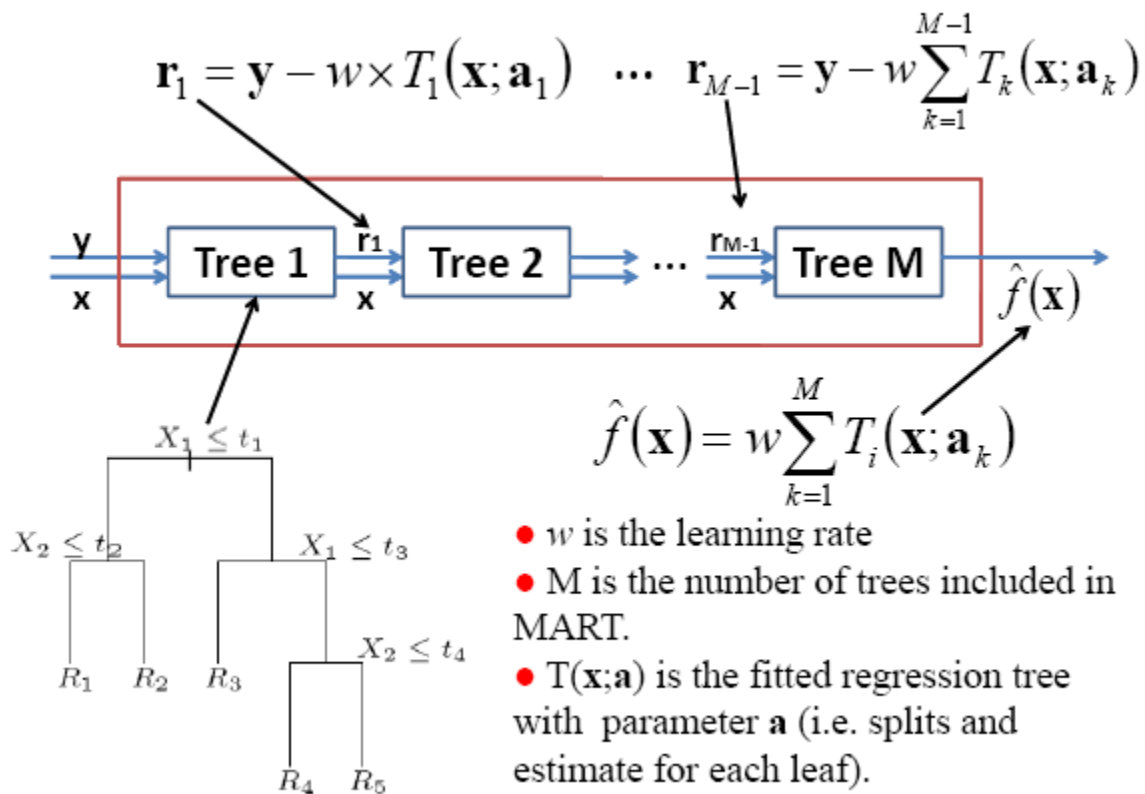 r₁ = y − w × T₁(x; a₁) ... r_{M−1} = y − w ∑_{k=1}^{M−1} T_k(x; a_k)
y Tree 1 r₁ Tree 2 ... r_{M-1} Tree M
x x x
f̂(x)
f̂(x) = w ∑_{k=1}^{M} T_i(x; a_k)
X₁ ≤ t₁
X₂ ≤ t₂ X₁ ≤ t₃
X₂ ≤ t₄
R₁ R₂ R₃
R₄ R₅
● w is the learning rate
● M is the number of trees included in
MART.
● T(x;a) is the fitted regression tree
with parameter a (i.e. splits and
estimate for each leaf).